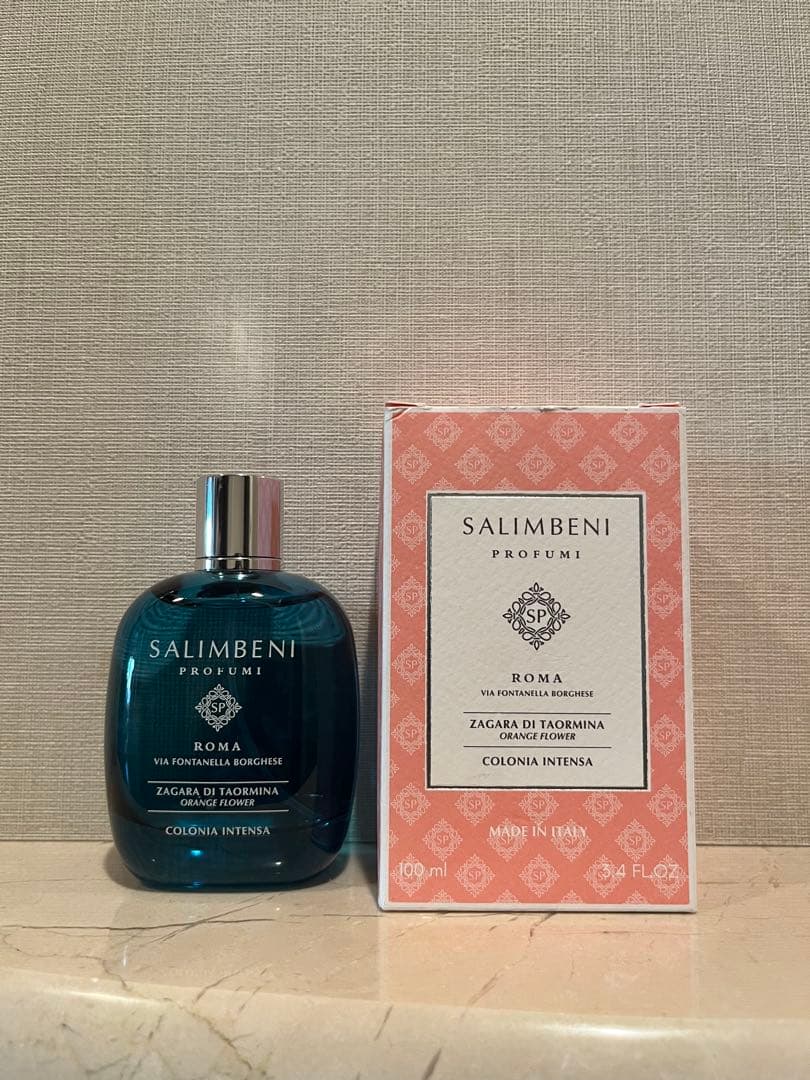 SALIMBENI
PROFUMI
SP
ROMA
VIA FONTANELLA BORGHESE
ZAGARA DI TAORMINA
ORANGE FLOWER
COLONIA INTENSA
SALIMBENI
PROFUMI
SP
ROMA
VIA FONTANELLA BORGHESE
ZAGARA DI TAORMINA
ORANGE FLOWER
COLONIA INTENSA
MADE IN ITALY
100 ml
3.4 FL.OZ